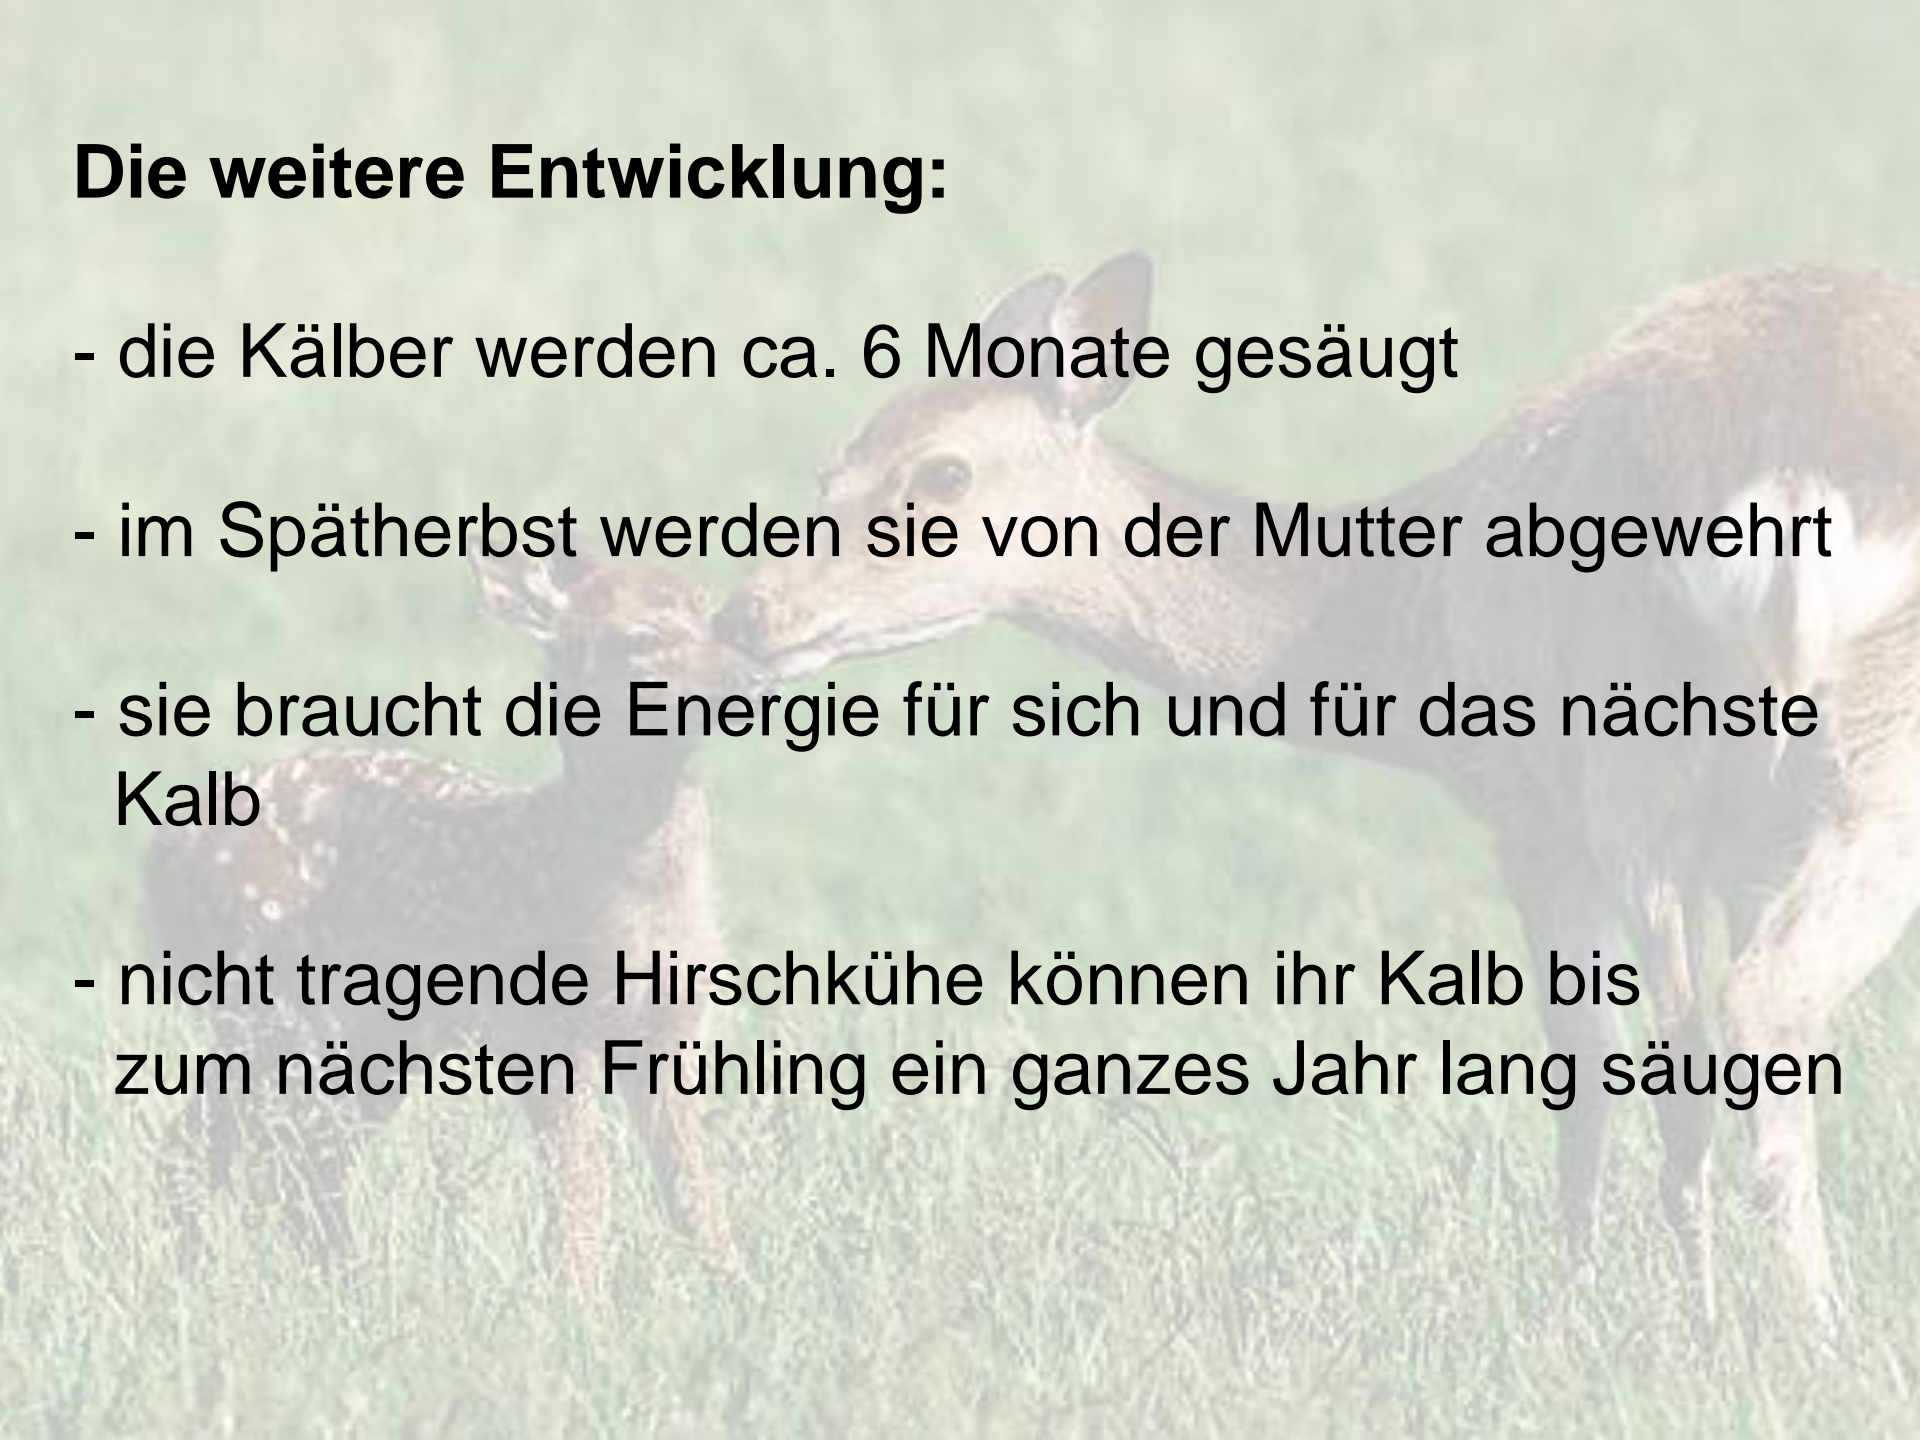 Die weitere Entwicklung:
- die Kälber werden ca. 6 Monate gesäugt
- im Spätherbst werden sie von der Mutter abgewehrt
- sie braucht die Energie für sich und für das nächste
Kalb
- nicht tragende Hirschkühe können ihr Kalb bis
zum nächsten Frühling ein ganzes Jahr lang säugen